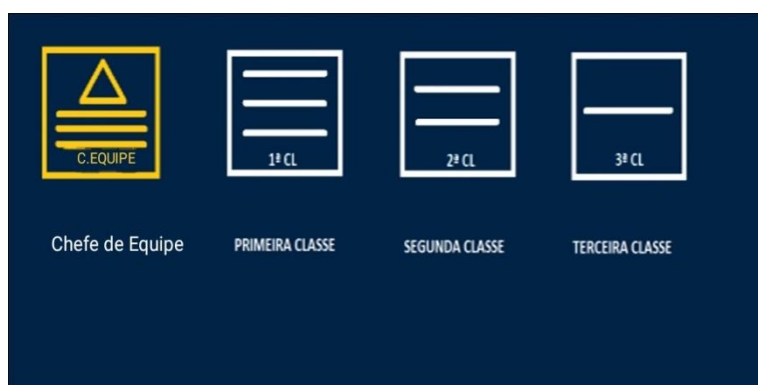 C.EQUIPE
1ª CL
2ª CL
3ª CL
Chefe de Equipe
PRIMEIRA CLASSE
SEGUNDA CLASSE
TERCEIRA CLASSE